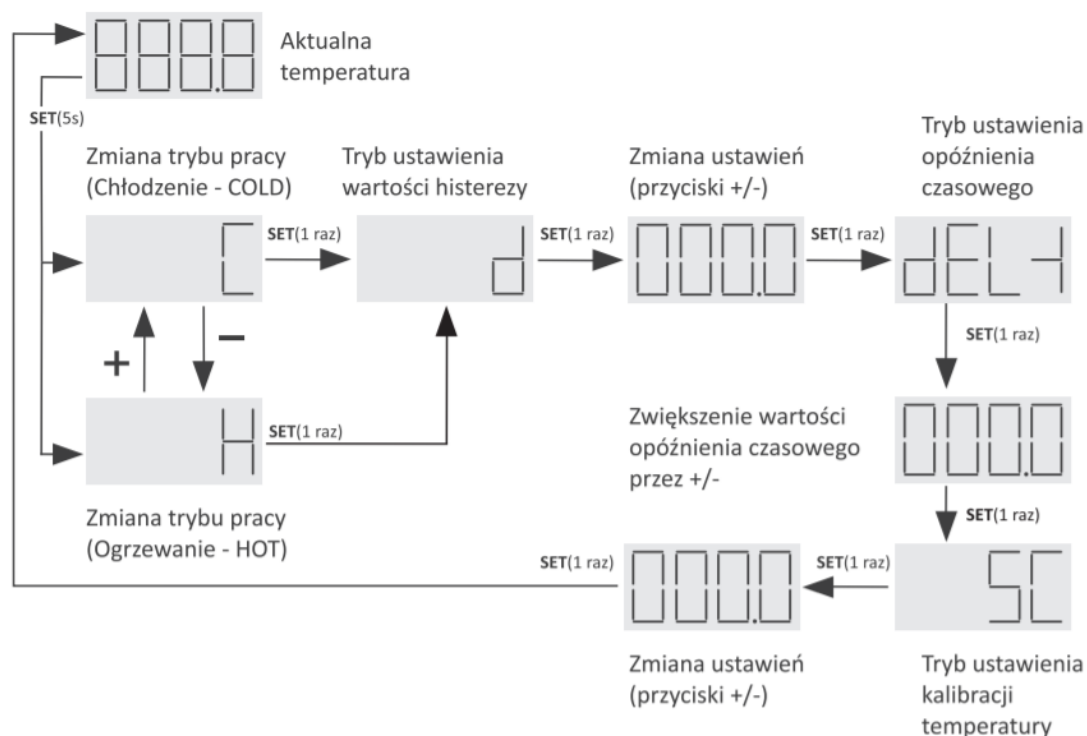 888.8
Aktualna
temperatura
SET(5s)
Zmiana trybu pracy
(Chłodzenie - COLD)
C
SET(1 raz)
Tryb ustawienia
wartości histerezy
d
SET(1 raz)
Zmiana ustawień
(przyciski +/-)
000.0
SET(1 raz)
Tryb ustawienia
opóźnienia
czasowego
dEL4
SET(1 raz)
+
−
H
SET(1 raz)
Zmiana trybu pracy
(Ogrzewanie - HOT)
Zwiększenie wartości
opóźnienia czasowego
przez +/-
000.0
SET(1 raz)
SC
Tryb ustawienia
kalibracji
temperatury
SET(1 raz)
000.0
Zmiana ustawień
(przyciski +/-)
SET(1 raz)